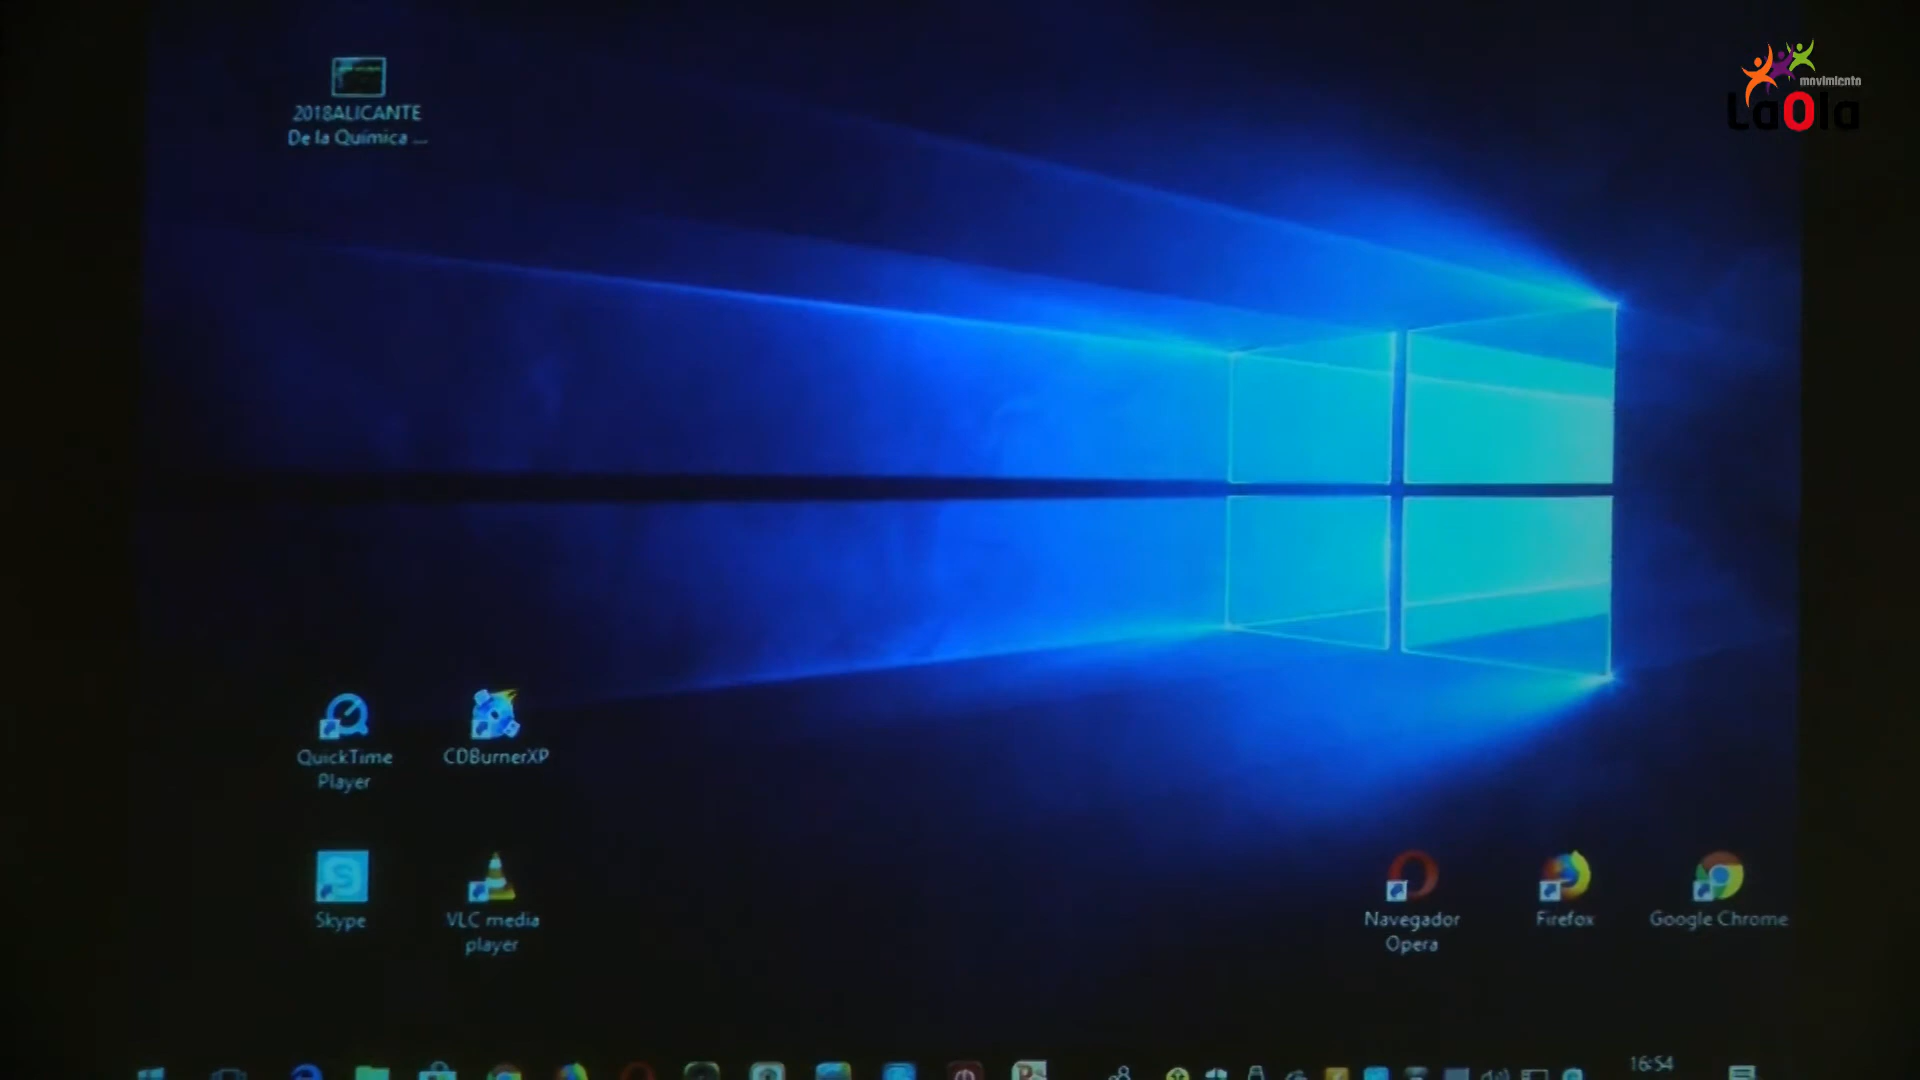 2018ALICANTE
De la Química ...
movimiento
LaOla
QuickTime
Player
CDBurnerXP
Skype
VLC media
player
Navegador
Opera
Firefox
Google Chrome
16:54